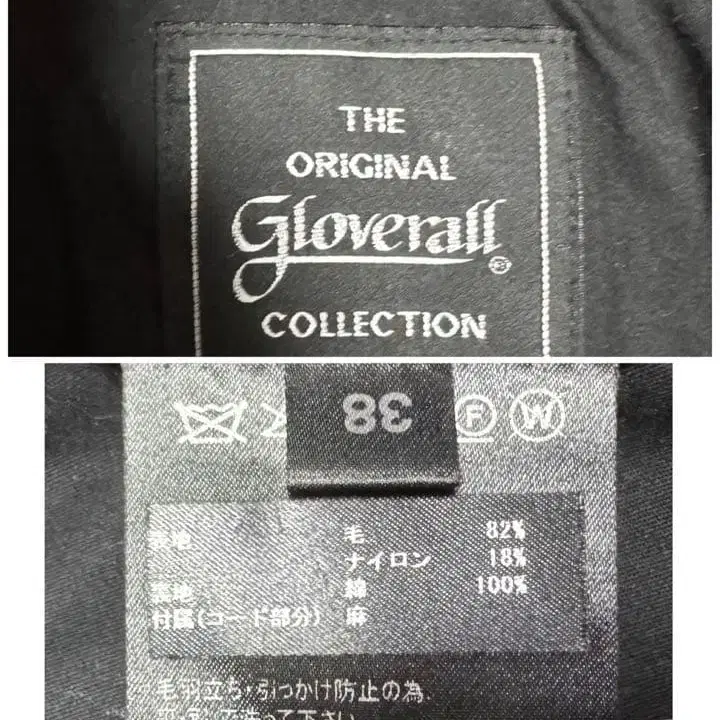 THE
ORIGINAL
Gloverall®
COLLECTION
38
F W
表地 毛 82%
ナイロン 18%
裏地 綿 100%
付属(コード部分) 麻
毛羽立ち・引っかけ防止の為、